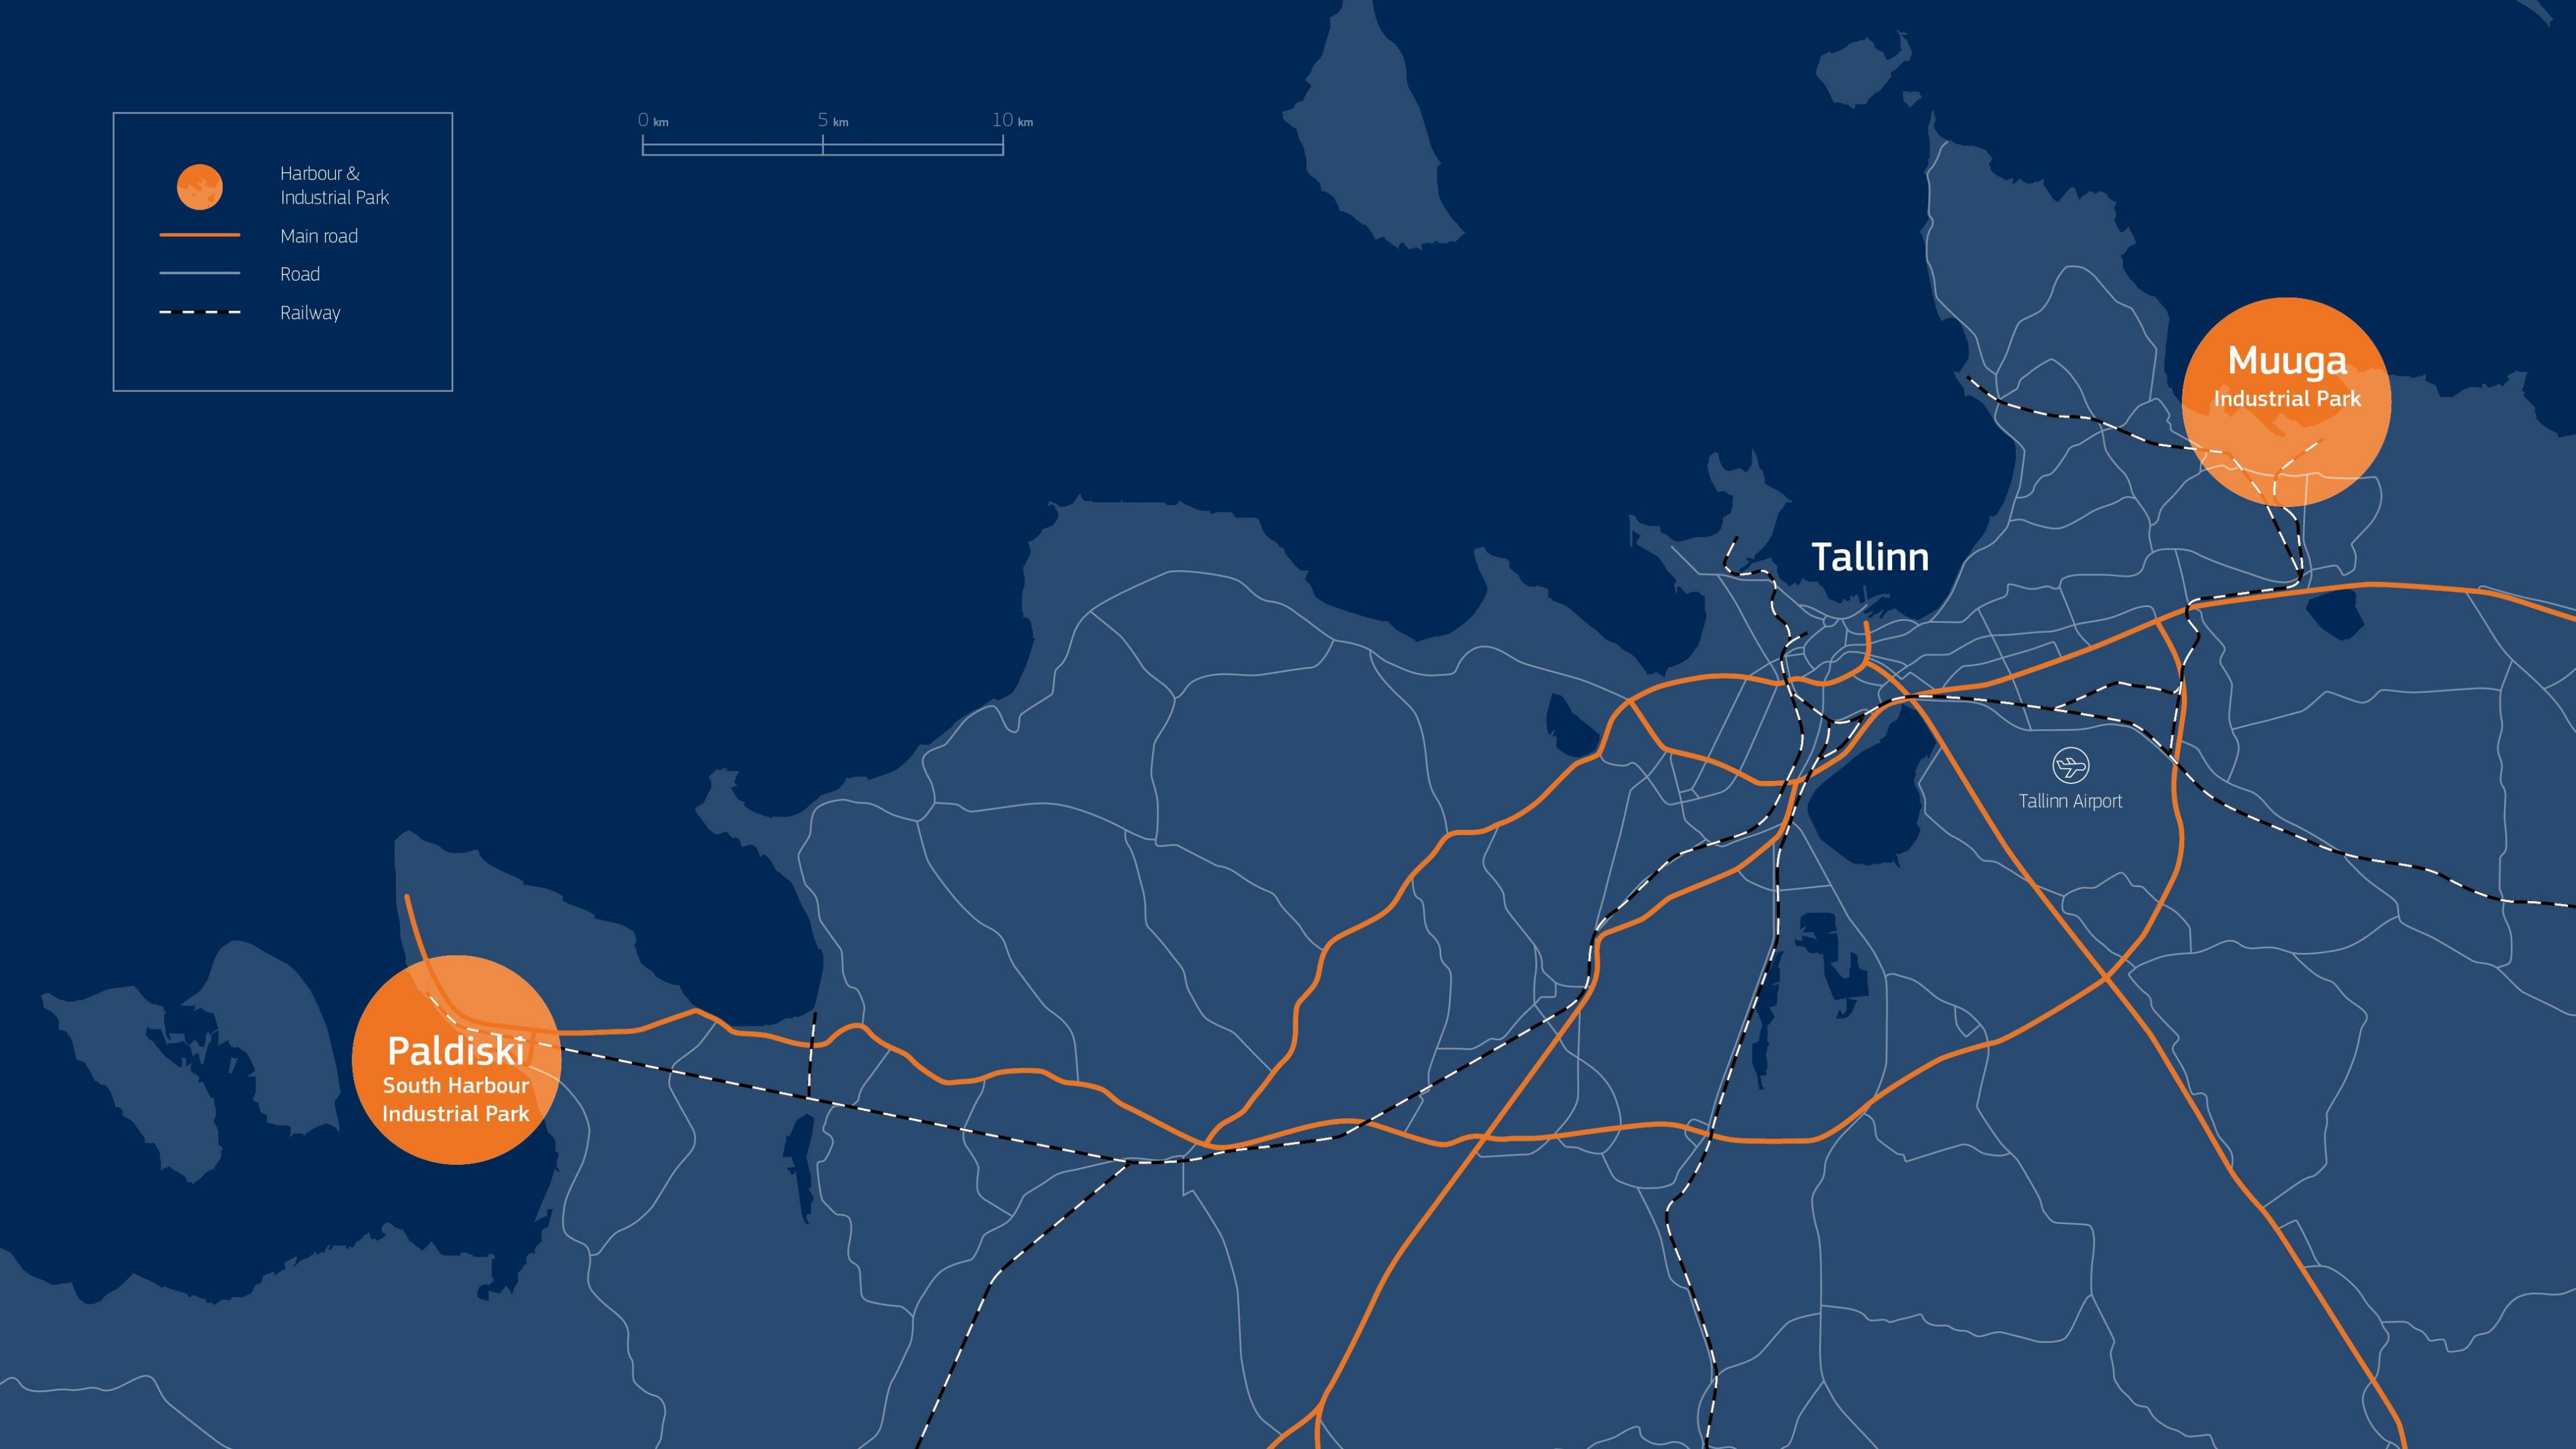 0 km 5 km 10 km
Harbour &
Industrial Park
Main road
Road
Railway
Muuga
Industrial Park
Tallinn
Tallinn Airport
Paldiski
South Harbour
Industrial Park